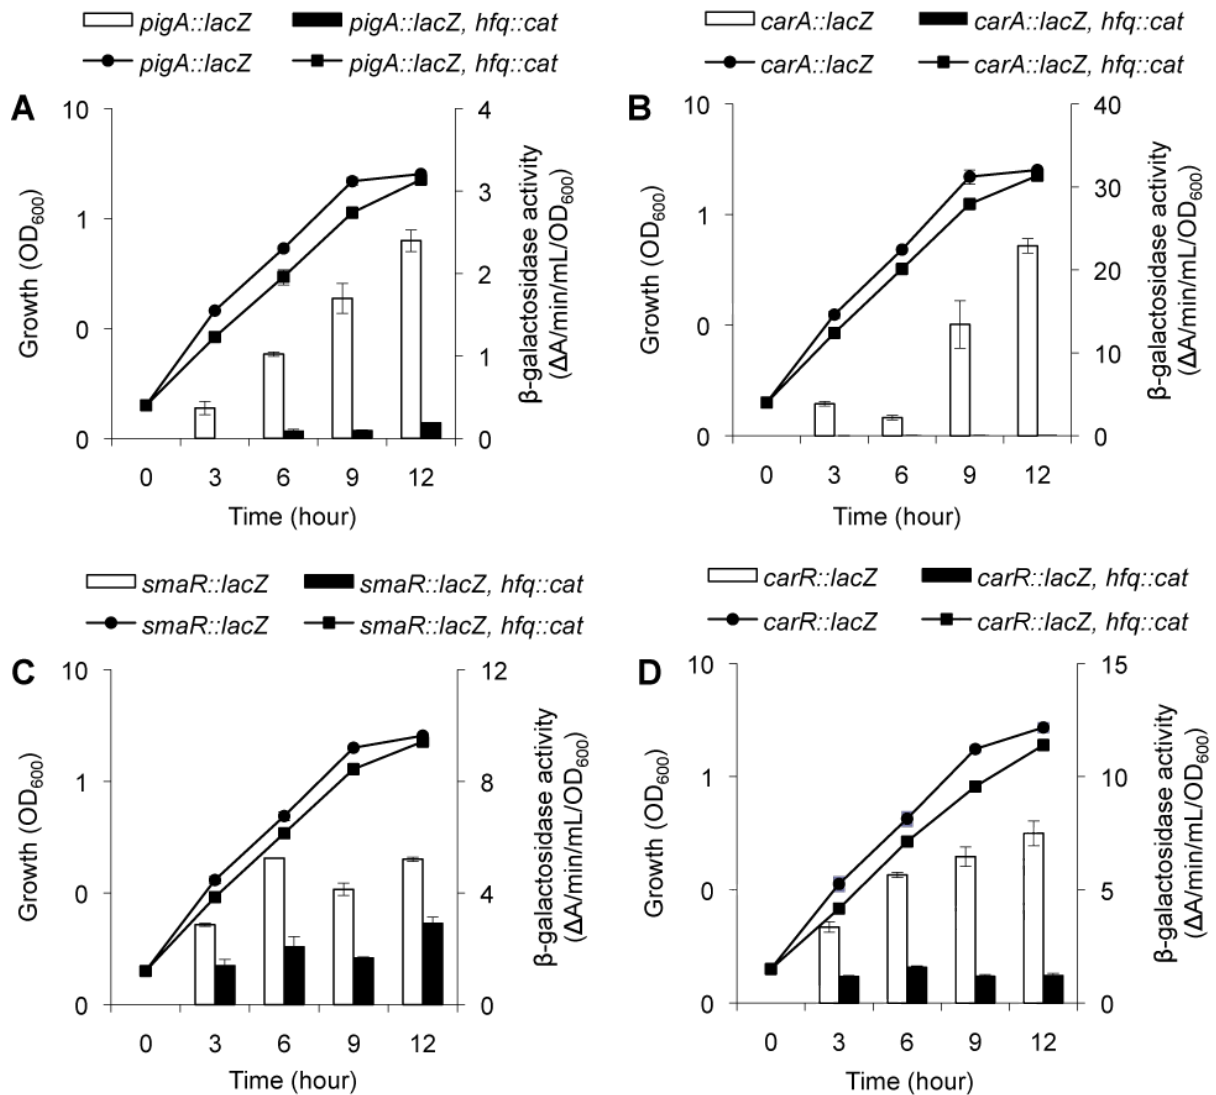 pigA::lacZ pigA::lacZ, hfq::cat
pigA::lacZ pigA::lacZ, hfq::cat
A
10
1
0
0
Growth (OD600)
4
3
2
1
0
β-galactosidase activity
(ΔA/min/mL/OD600)
0 3 6 9 12
Time (hour)
carA::lacZ carA::lacZ, hfq::cat
carA::lacZ carA::lacZ, hfq::cat
B
10
1
0
0
Growth (OD600)
40
30
20
10
0
β-galactosidase activity
(ΔA/min/mL/OD600)
0 3 6 9 12
Time (hour)
smaR::lacZ smaR::lacZ, hfq::cat
smaR::lacZ smaR::lacZ, hfq::cat
C
10
1
0
0
Growth (OD600)
12
8
4
0
β-galactosidase activity
(ΔA/min/mL/OD600)
0 3 6 9 12
Time (hour)
carR::lacZ carR::lacZ, hfq::cat
carR::lacZ carR::lacZ, hfq::cat
D
10
1
0
0
Growth (OD600)
15
10
5
0
β-galactosidase activity
(ΔA/min/mL/OD600)
0 3 6 9 12
Time (hour)